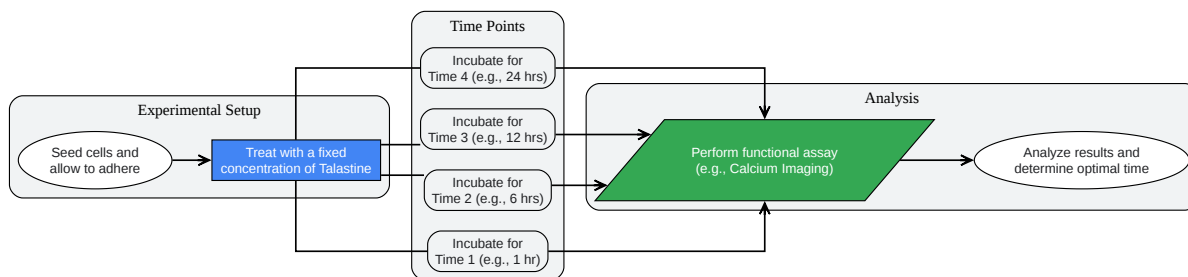 Experimental Setup
Seed cells and
allow to adhere
Treat with a fixed
concentration of Talastine
Time Points
Incubate for
Time 4 (e.g., 24 hrs)
Incubate for
Time 3 (e.g., 12 hrs)
Incubate for
Time 2 (e.g., 6 hrs)
Incubate for
Time 1 (e.g., 1 hr)
Analysis
Perform functional assay
(e.g., Calcium Imaging)
Analyze results and
determine optimal time